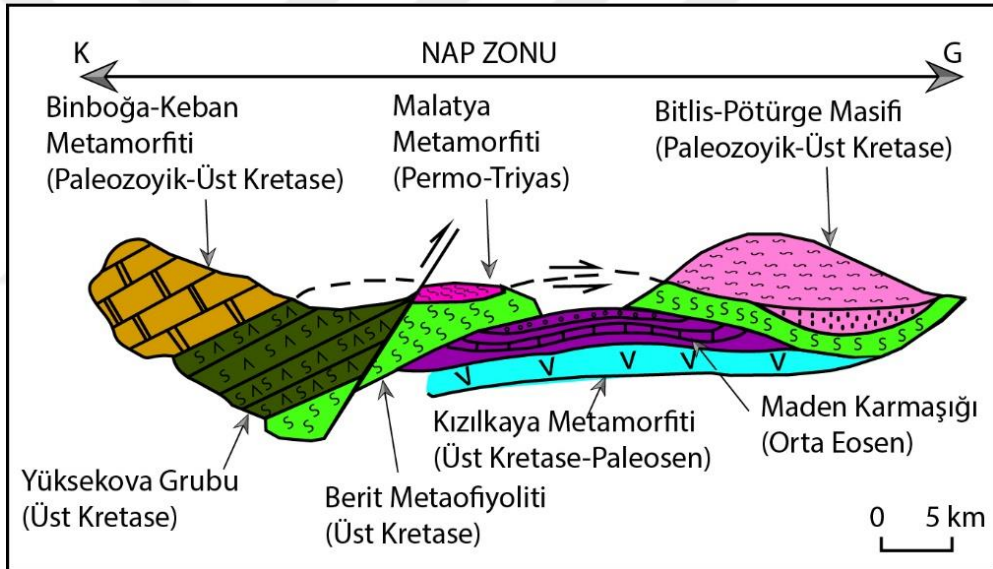 K NAP ZONU G
Binboğa-Keban
Metamorfiti
(Paleozoyik-Üst Kretase)
Malatya
Metamorfiti
(Permo-Triyas)
Bitlis-Pötürge Masifi
(Paleozoyik-Üst Kretase)
Yüksekova Grubu
(Üst Kretase)
Berit Metaofiyoliti
(Üst Kretase)
Kızılkaya Metamorfiti
(Üst Kretase-Paleosen)
Maden Karmaşığı
(Orta Eosen)
0 5 km